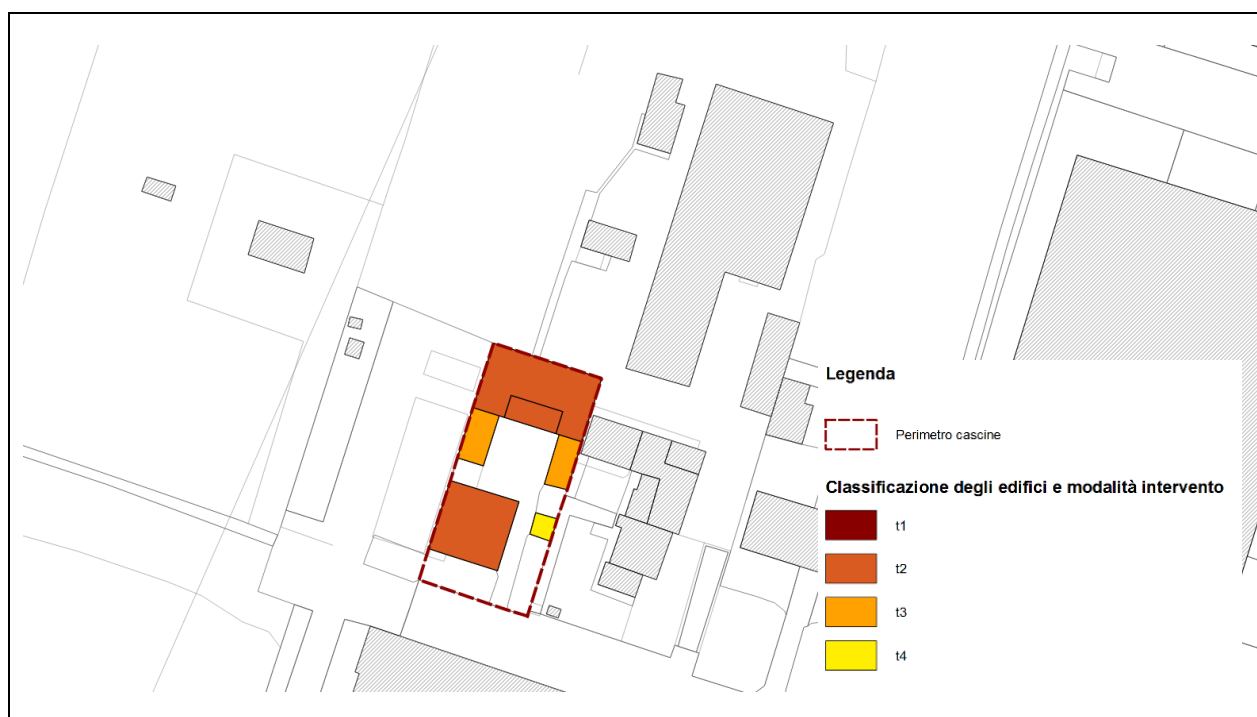 Legenda
Perimetro cascine
Classificazione degli edifici e modalità intervento
t1
t2
t3
t4